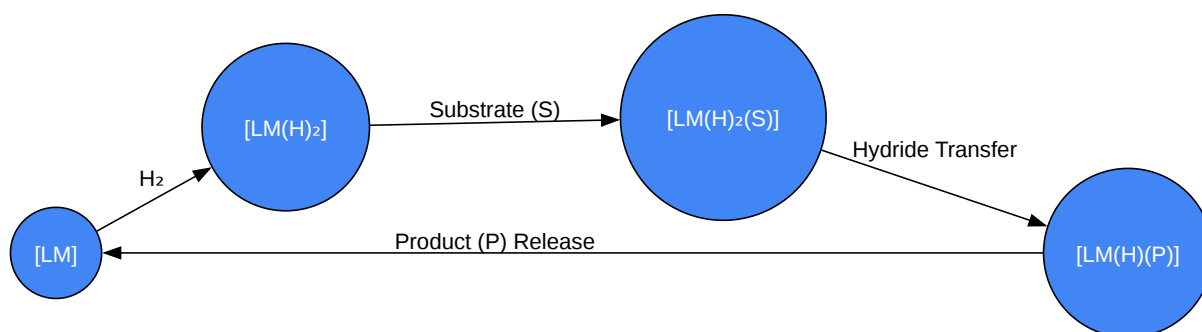 [LM]
H₂
[LM(H)₂]
Substrate (S)
[LM(H)₂(S)]
Hydride Transfer
[LM(H)(P)]
Product (P) Release